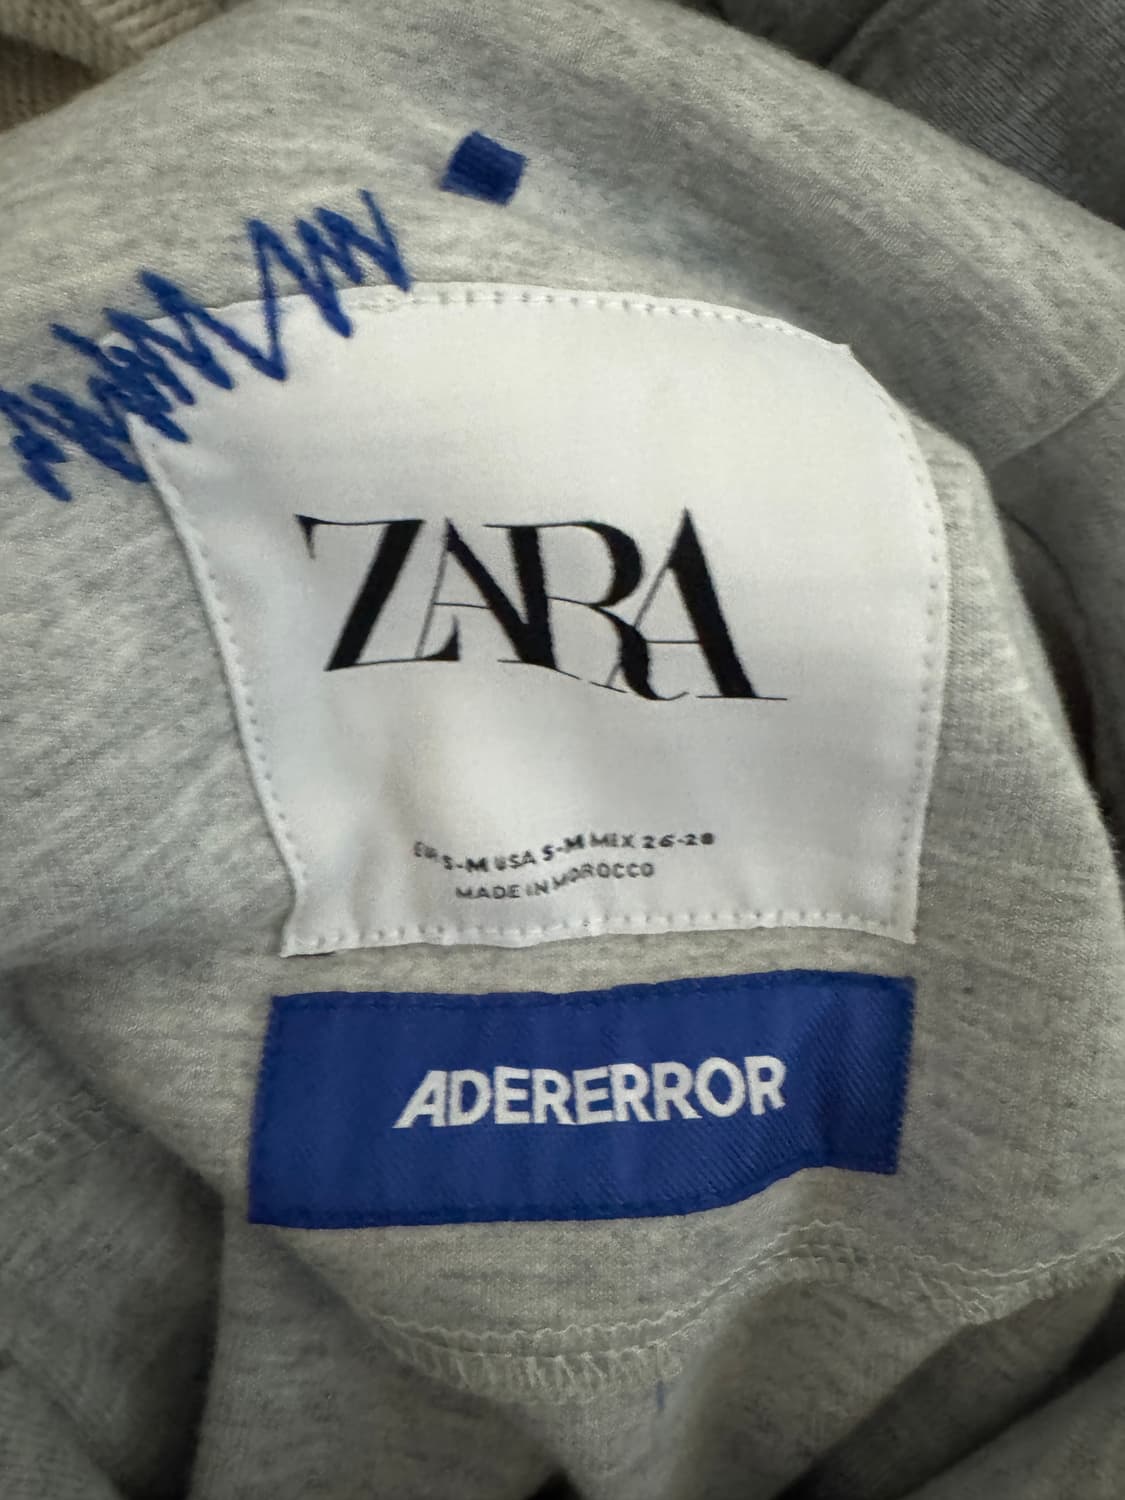 ZARA
EUR S-M USA S-M MEX 26-28
MADE IN MOROCCO
ADERERROR